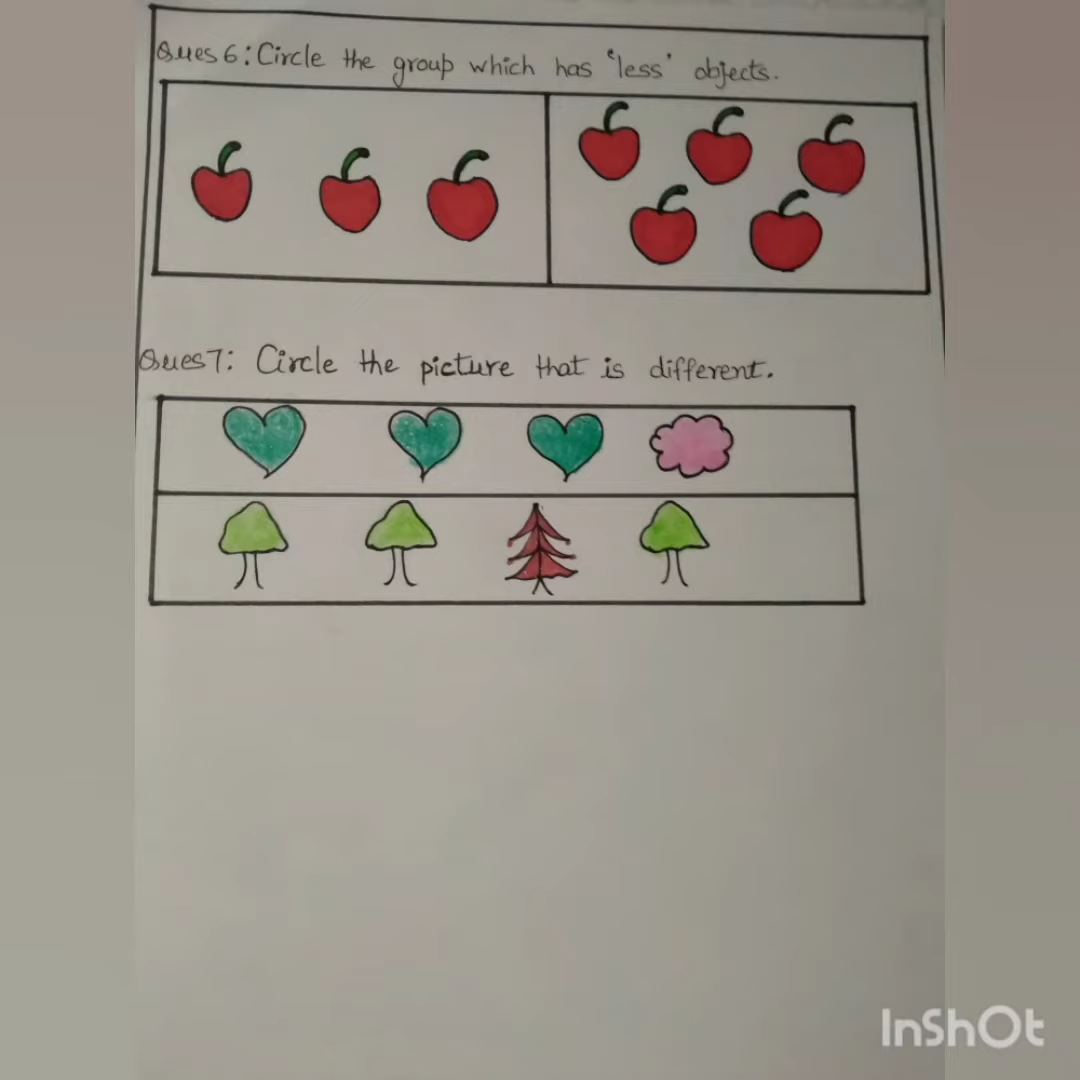 Ques 6: Circle the group which has 'less' objects.
Ques 7: Circle the picture that is different.
InShOt